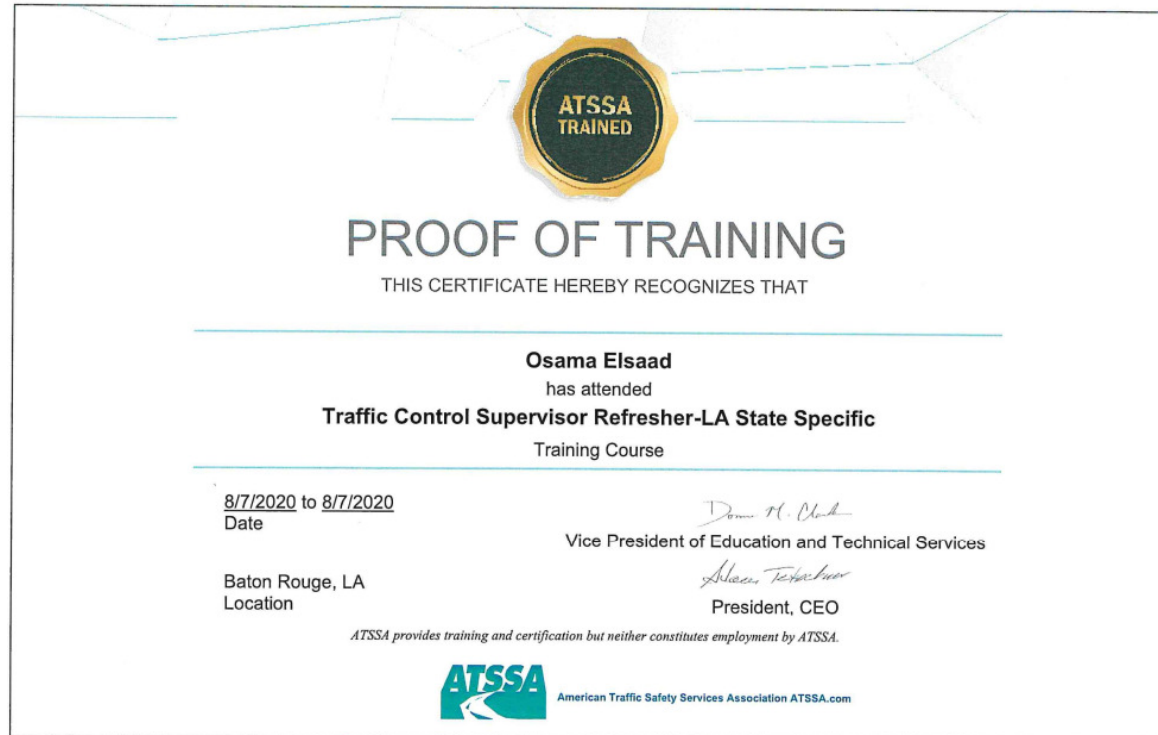 ATSSA
TRAINED
PROOF OF TRAINING
THIS CERTIFICATE HEREBY RECOGNIZES THAT
Osama Elsaad
has attended
Traffic Control Supervisor Refresher-LA State Specific
Training Course
8/7/2020 to 8/7/2020
Date
Vice President of Education and Technical Services
Baton Rouge, LA
Location
President, CEO
ATSSA provides training and certification but neither constitutes employment by ATSSA.
ATSSA
American Traffic Safety Services Association ATSSA.com